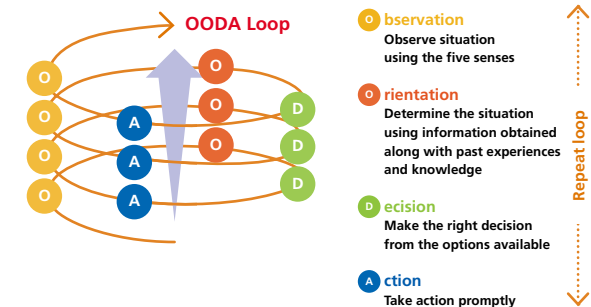 OODA Loop
O
O
O
O
O
O
O
A
A
A
D
D
D
O bservation
Observe situation
using the five senses
O rientation
Determine the situation
using information obtained
along with past experiences
and knowledge
D ecision
Make the right decision
from the options available
A ction
Take action promptly
Repeat loop